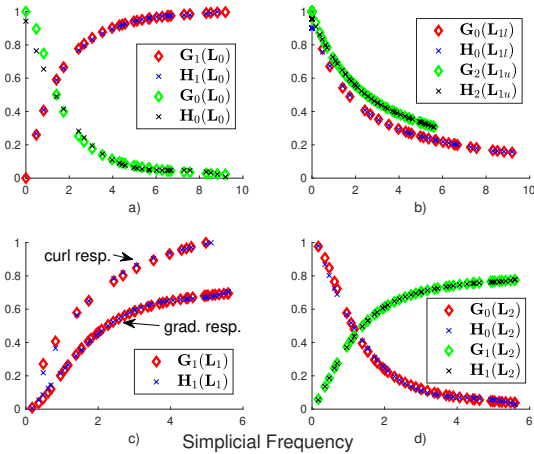 1
0.8
0.6
0.4
0.2
0
G₁(L₀)
H₁(L₀)
G₀(L₀)
H₀(L₀)
0 2 4 6 8 10
a)
1
0.8
0.6
0.4
0.2
0
G₀(L₁ₗ)
H₀(L₁ₗ)
G₂(L₁ᵤ)
H₂(L₁ᵤ)
0 2 4 6 8 10
b)
1
0.8
0.6
0.4
0.2
0
curl resp.
grad. resp.
G₁(L₁)
H₁(L₁)
0 2 4 6
c)
1
0.8
0.6
0.4
0.2
0
G₀(L₂)
H₀(L₂)
G₁(L₂)
H₁(L₂)
0 2 4 6
d)
Simplicial Frequency